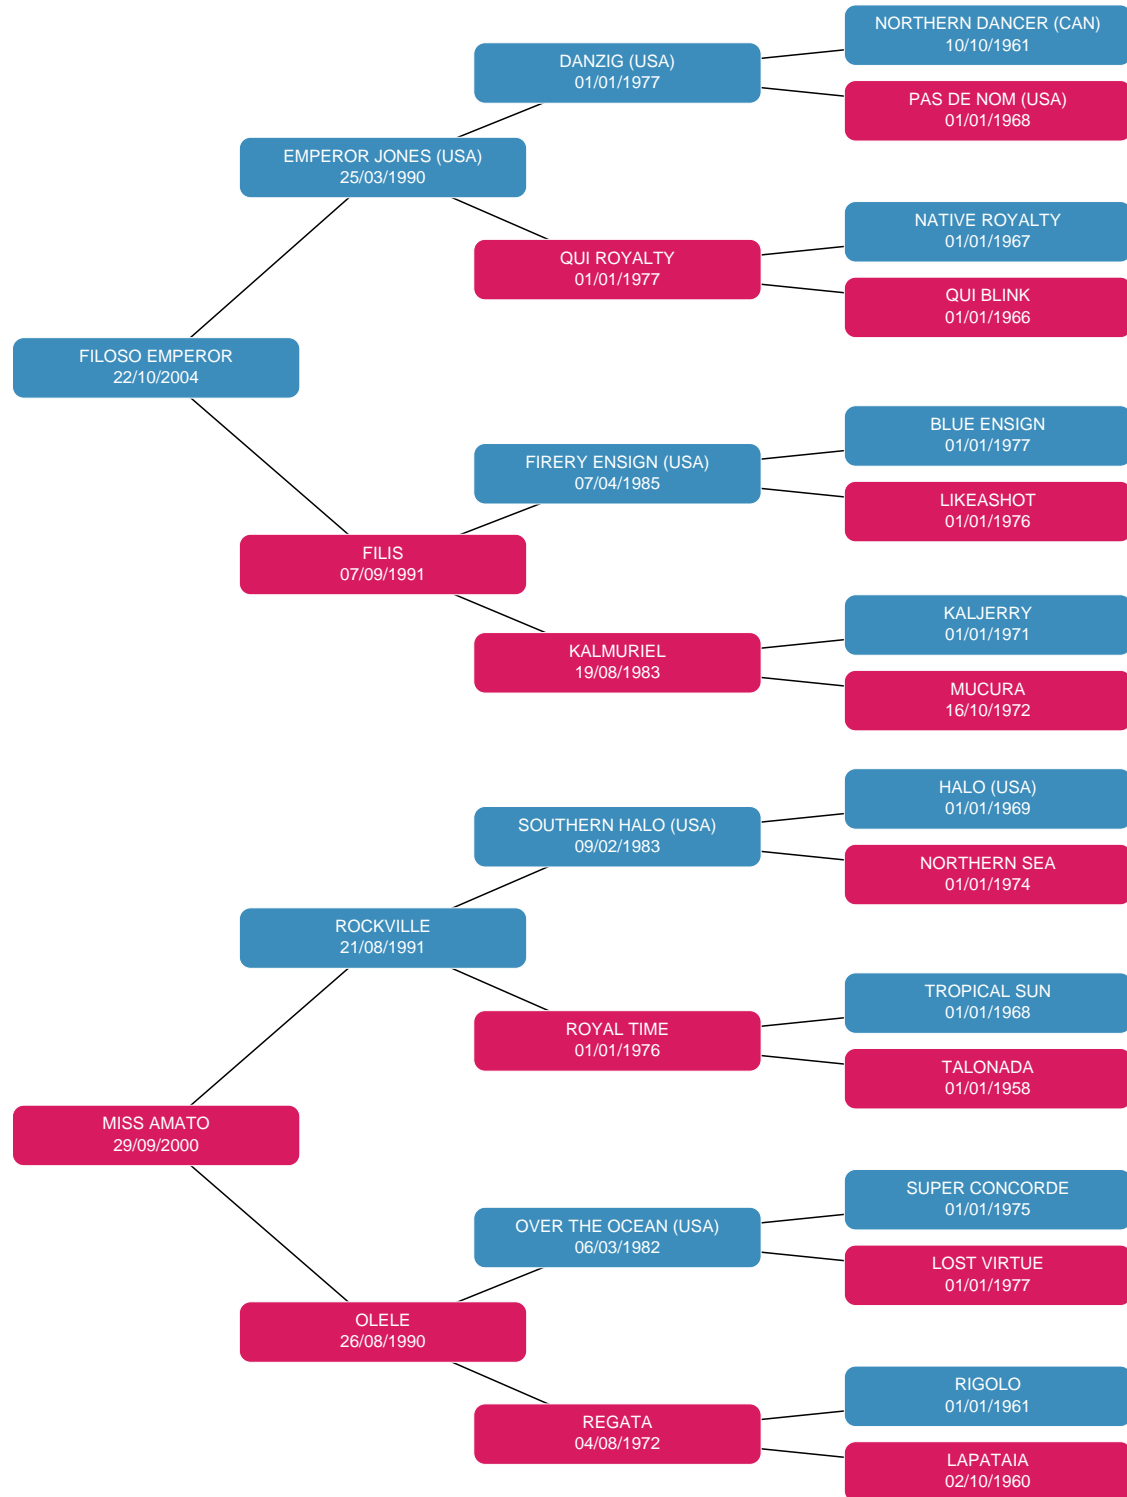 NORTHERN DANCER (CAN)
10/10/1961
DANZIG (USA)
01/01/1977
PAS DE NOM (USA)
01/01/1968
EMPEROR JONES (USA)
25/03/1990
NATIVE ROYALTY
01/01/1967
QUI ROYALTY
01/01/1977
QUI BLINK
01/01/1966
FILOSO EMPEROR
22/10/2004
BLUE ENSIGN
01/01/1977
FIRERY ENSIGN (USA)
07/04/1985
LIKEASHOT
01/01/1976
FILIS
07/09/1991
KALJERRY
01/01/1971
KALMURIEL
19/08/1983
MUCURA
16/10/1972
HALO (USA)
01/01/1969
SOUTHERN HALO (USA)
09/02/1983
NORTHERN SEA
01/01/1974
ROCKVILLE
21/08/1991
TROPICAL SUN
01/01/1968
ROYAL TIME
01/01/1976
TALONADA
01/01/1958
MISS AMATO
29/09/2000
SUPER CONCORDE
01/01/1975
OVER THE OCEAN (USA)
06/03/1982
LOST VIRTUE
01/01/1977
OLELE
26/08/1990
RIGOLO
01/01/1961
REGATA
04/08/1972
LAPATAIA
02/10/1960